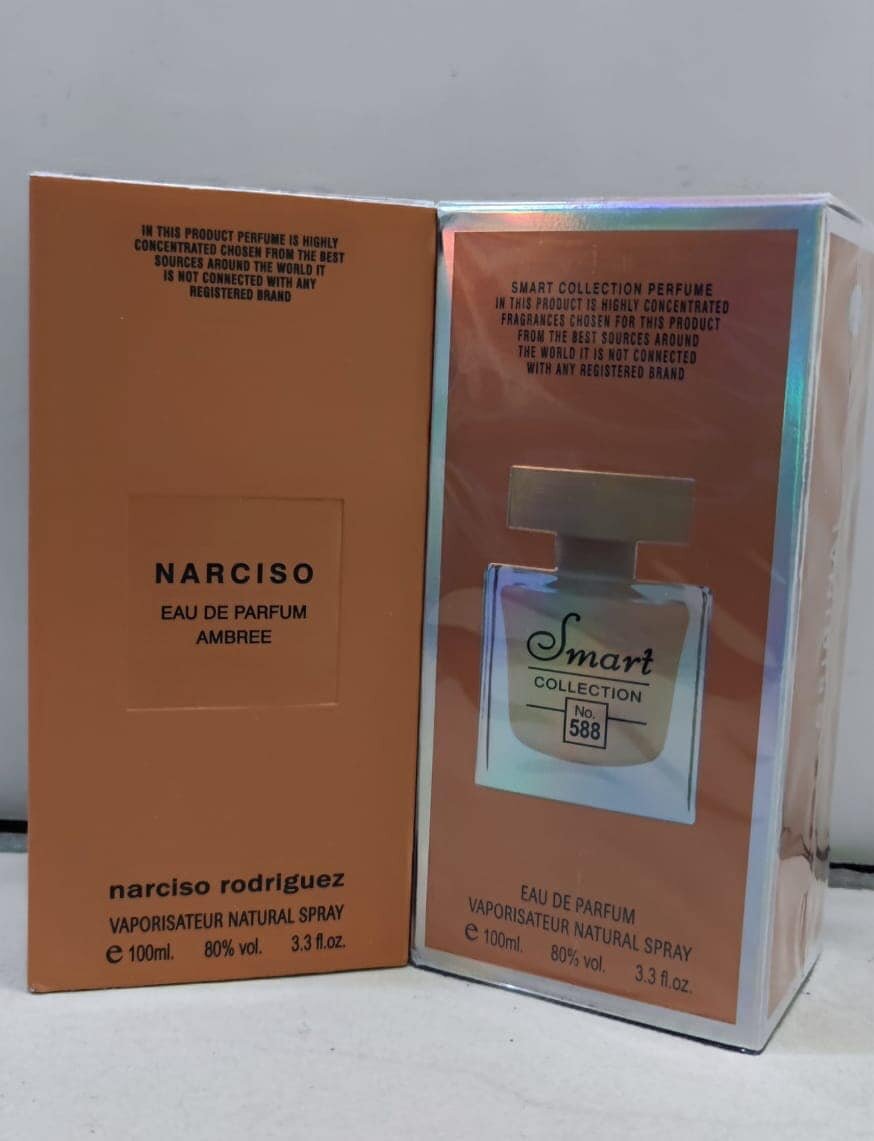 IN THIS PRODUCT PERFUME IS HIGHLY
CONCENTRATED CHOSEN FROM THE BEST
SOURCES AROUND THE WORLD IT
IS NOT CONNECTED WITH ANY
REGISTERED BRAND
NARCISO
EAU DE PARFUM
AMBREE
narciso rodriguez
VAPORISATEUR NATURAL SPRAY
e 100ml. 80% vol. 3.3 fl.oz.
SMART COLLECTION PERFUME
IN THIS PRODUCT IS HIGHLY CONCENTRATED
FRAGRANCES CHOSEN FOR THIS PRODUCT
FROM THE BEST SOURCES AROUND
THE WORLD IT IS NOT CONNECTED
WITH ANY REGISTERED BRAND
Smart
COLLECTION
No.
588
EAU DE PARFUM
VAPORISATEUR NATURAL SPRAY
e 100ml. 80% vol. 3.3 fl.oz.